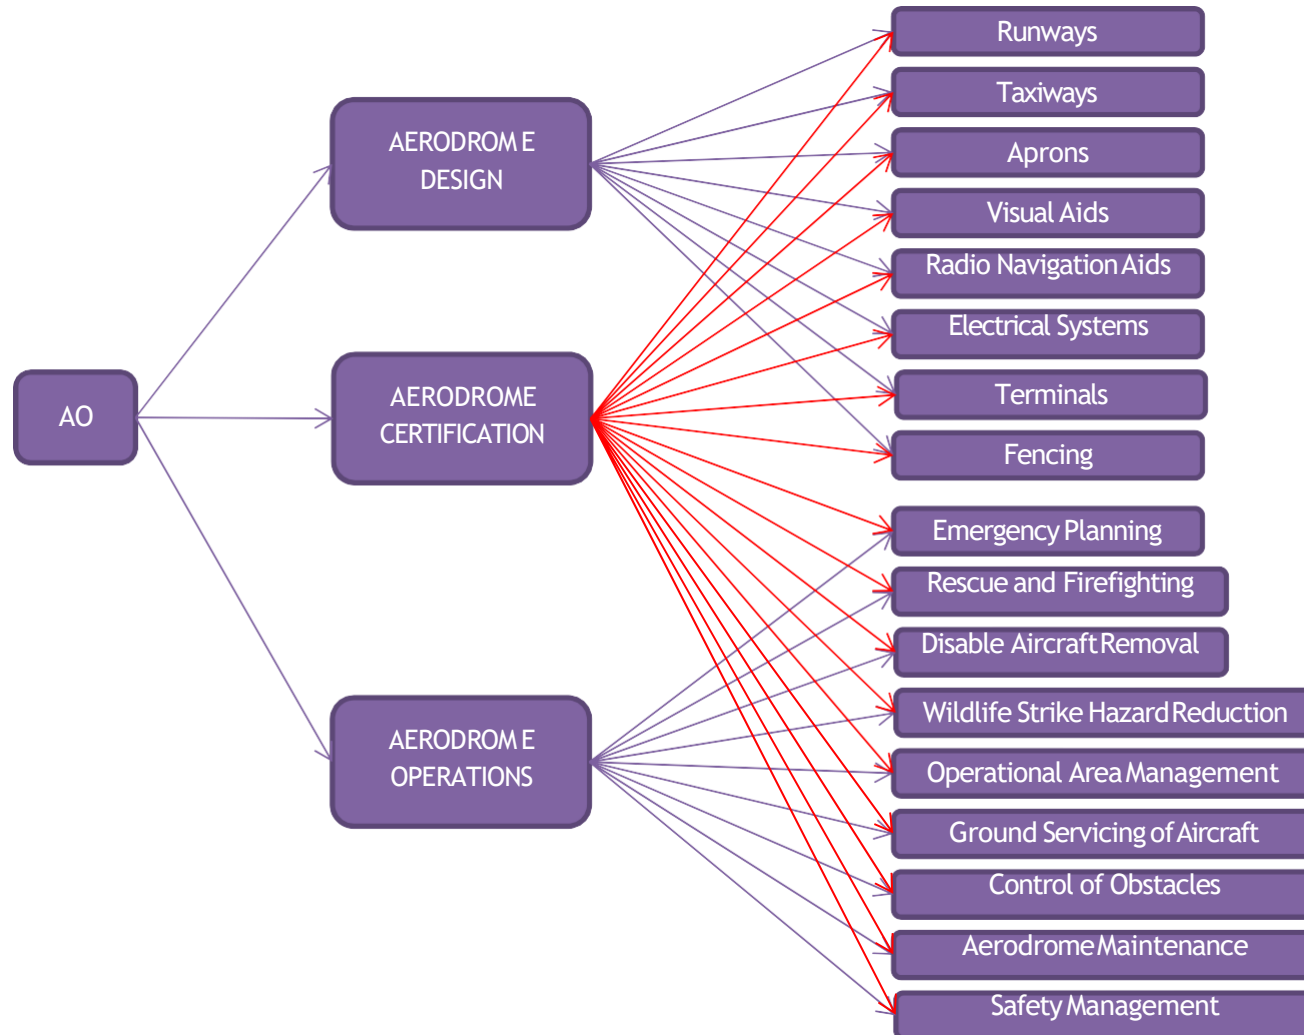 AO
AERODROME
DESIGN
AERODROME
CERTIFICATION
AERODROME
OPERATIONS
Runways
Taxiways
Aprons
Visual Aids
Radio Navigation Aids
Electrical Systems
Terminals
Fencing
Emergency Planning
Rescue and Firefighting
Disable Aircraft Removal
Wildlife Strike Hazard Reduction
Operational Area Management
Ground Servicing of Aircraft
Control of Obstacles
Aerodrome Maintenance
Safety Management